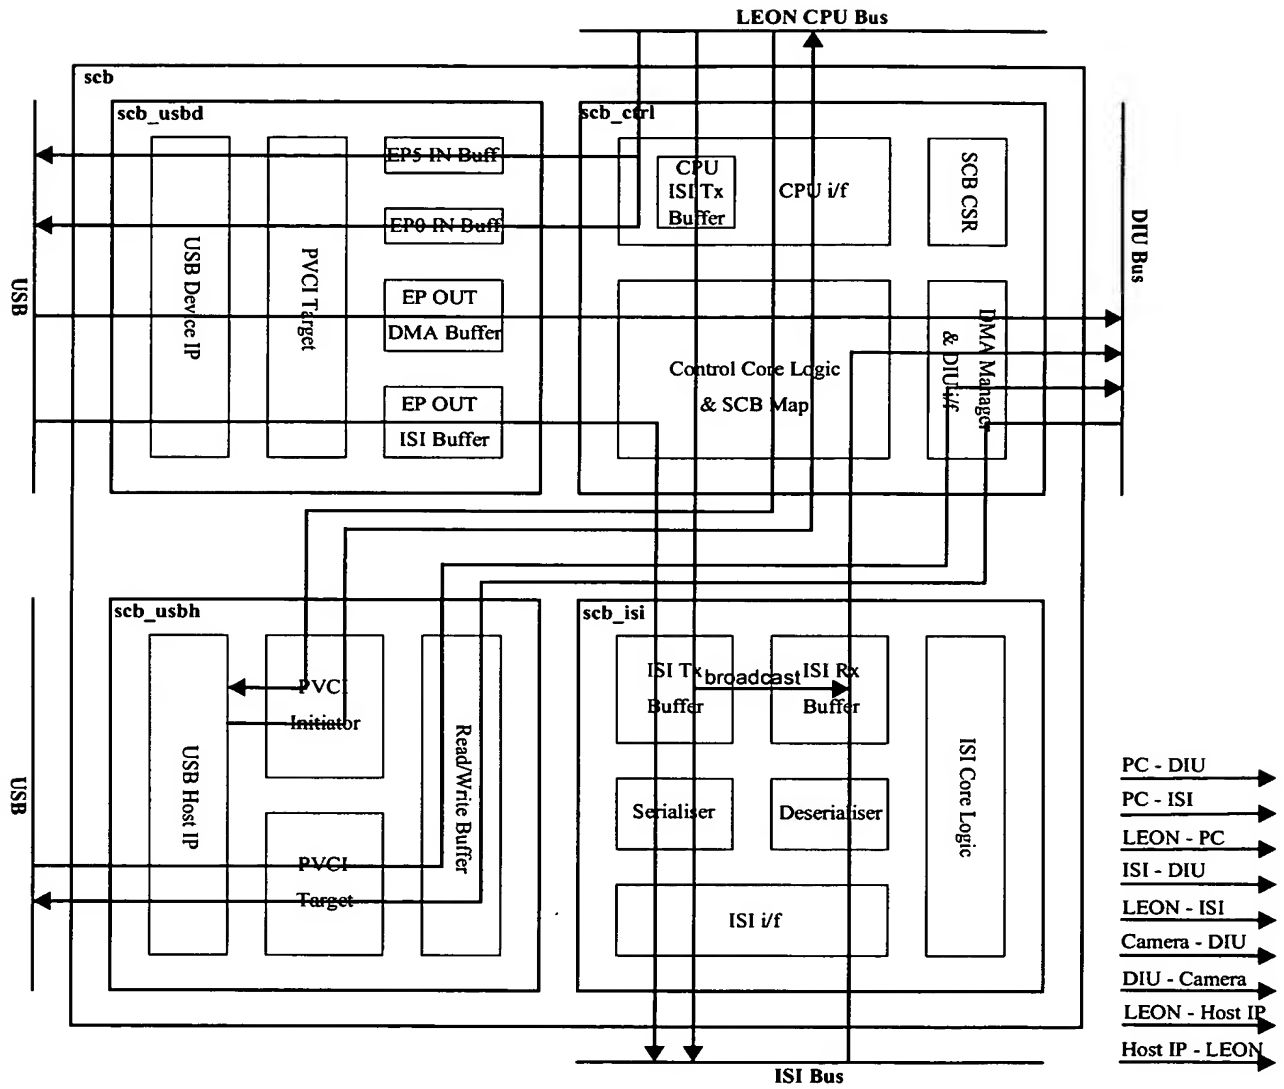 LEON CPU Bus
scb
scb_usbd
scb_ctrl
EP5 IN Buff
EP0 IN Buff
EP OUT
DMA Buffer
EP OUT
ISI Buffer
USB Device IP
PVCI Target
USB
CPU
ISI Tx
Buffer
CPU i/f
SCB CSR
Control Core Logic
& SCB Map
DMA Manager
& DIU i/f
DIU Bus
scb_usbh
scb_isi
USB
USB Host IP
PVCI
Initiator
PVCI
Target
Read/Write Buffer
ISI Tx
Buffer
broadcast
ISI Rx
Buffer
Serialiser
Deserialiser
ISI i/f
ISI Core Logic
PC - DIU
PC - ISI
LEON - PC
ISI - DIU
LEON - ISI
Camera - DIU
DIU - Camera
LEON - Host IP
Host IP - LEON
ISI Bus